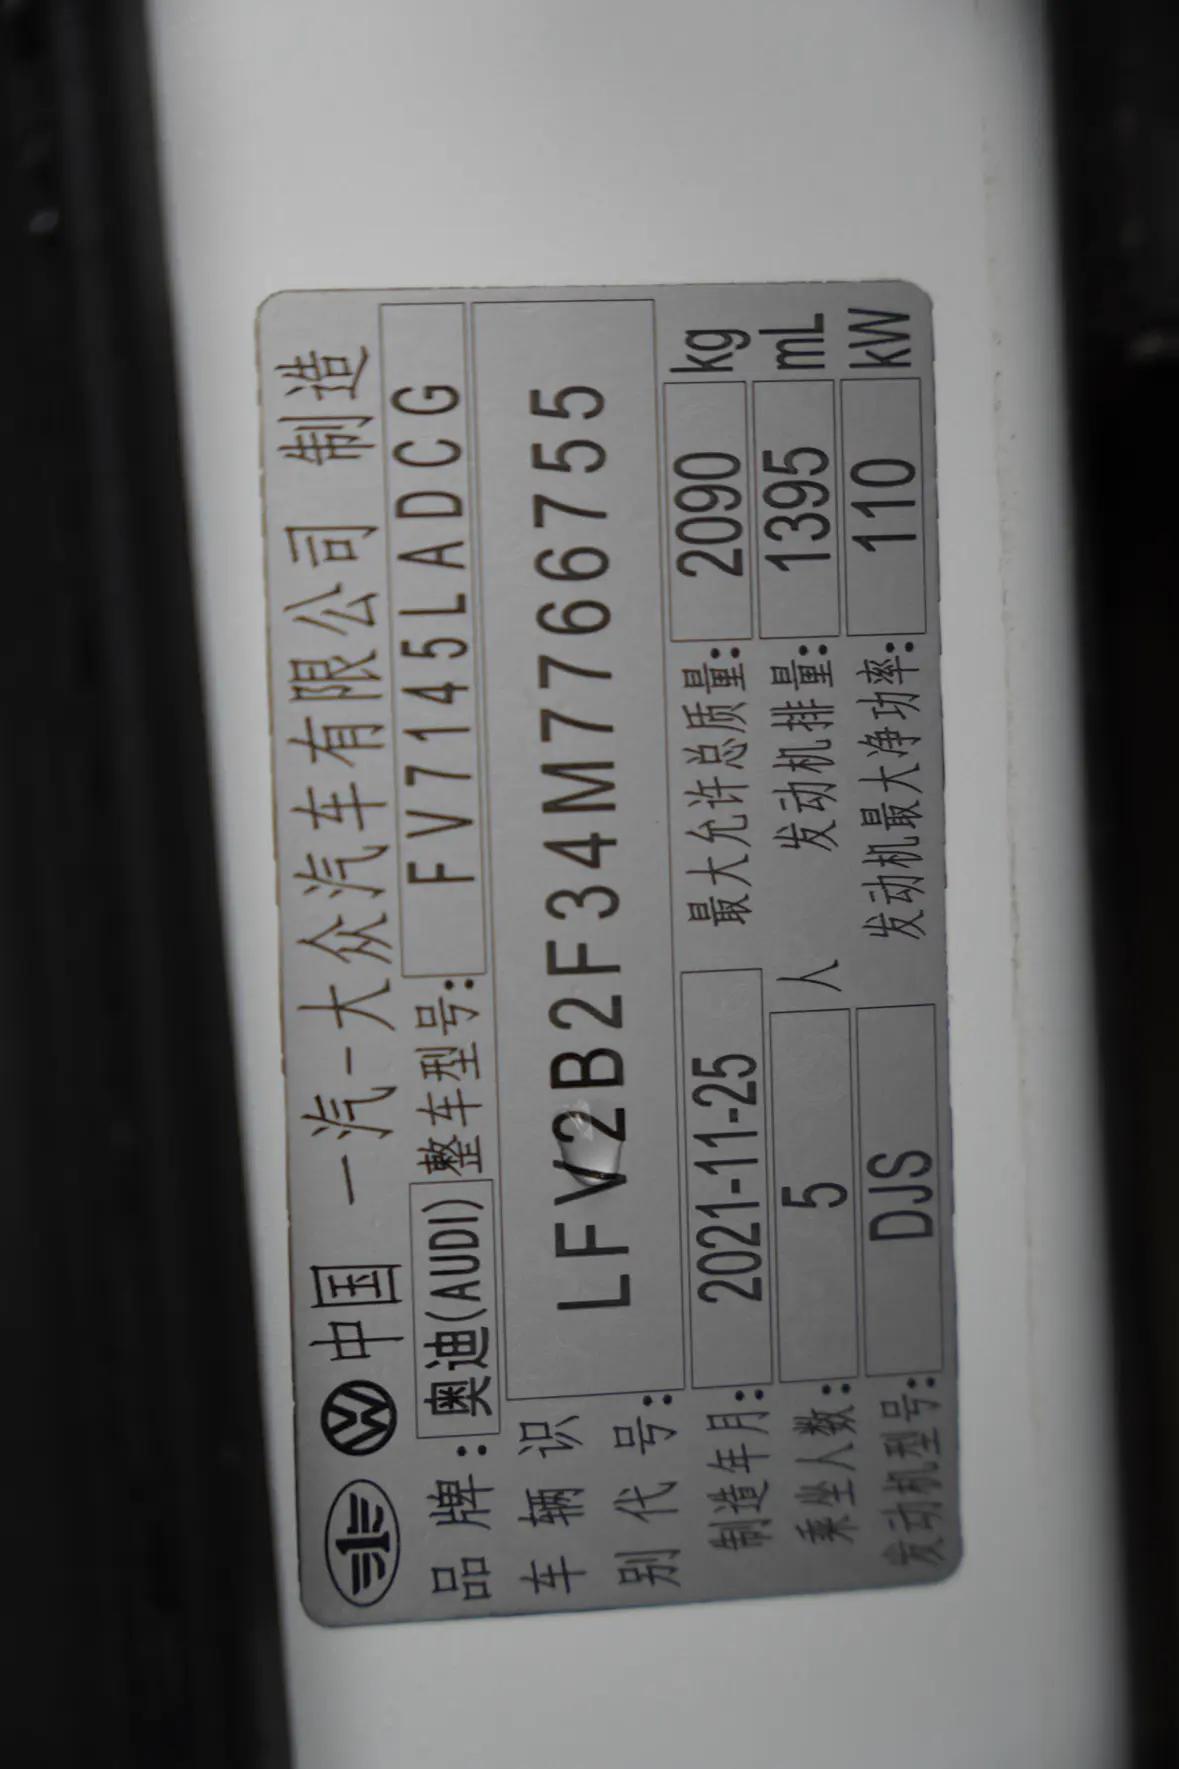 中国 一汽-大众汽车有限公司 制造
品牌: 奥迪(AUDI) 整车型号: FV7145LADCG
车辆识别代号: LFV2B2F34M7766755
制造年月: 2021-11-25 最大允许总质量: 2090 kg
乘坐人数: 5 人 发动机排量: 1395 mL
发动机型号: DJS 发动机最大净功率: 110 kW